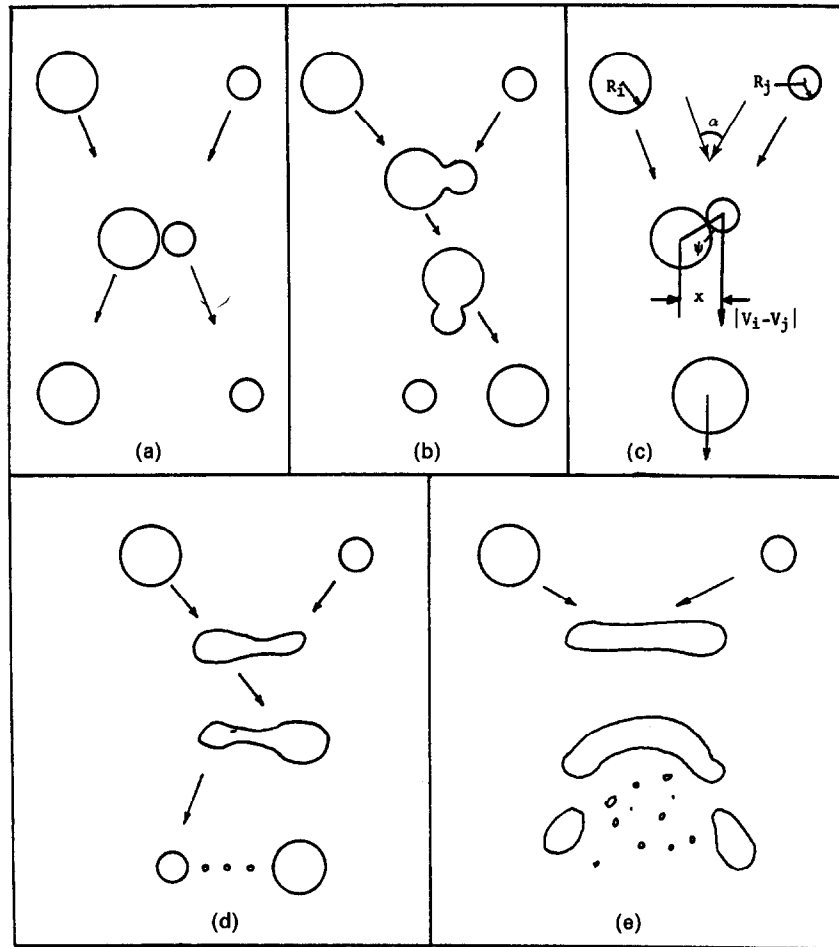 R_i
R_j
α
ψ
x
|V_i-V_j|
(a)
(b)
(c)
(d)
(e)